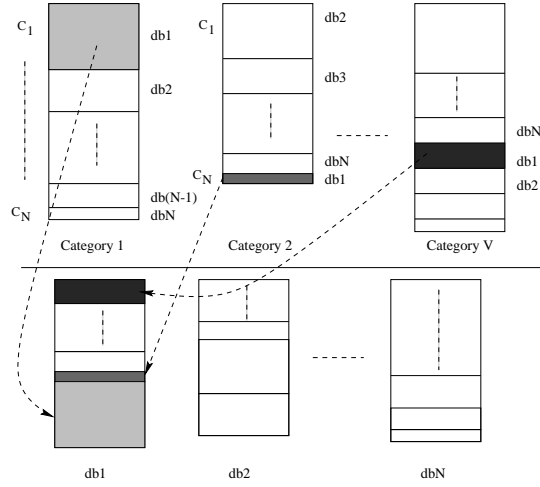 C1
db1
db2
db(N-1)
CN
dbN
Category 1
C1
db2
db3
dbN
CN
db1
Category 2
dbN
db1
db2
Category V
db1
db2
dbN